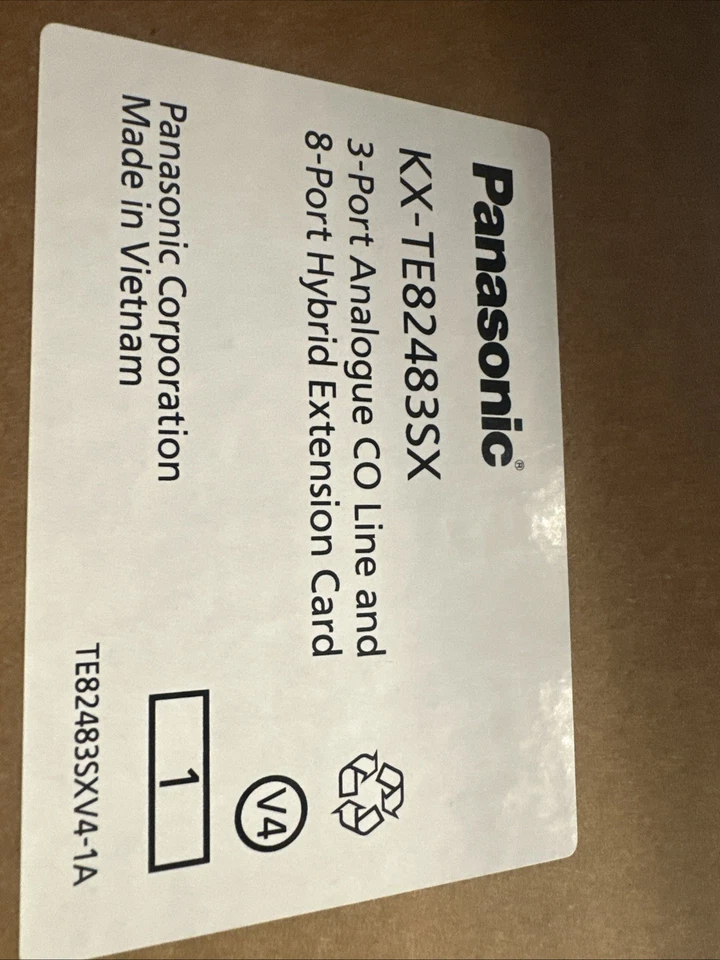 Panasonic®
KX-TE82483SX
3-Port Analogue CO Line and
8-Port Hybrid Extension Card
V4
1
Panasonic Corporation
Made in Vietnam
TE82483SXV4-1A